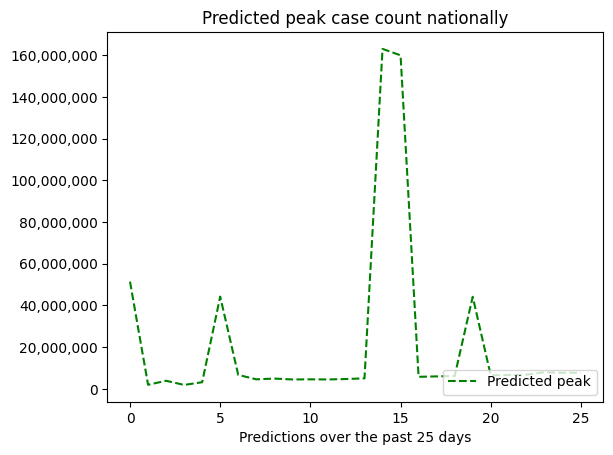 Predicted peak case count nationally
160,000,000
140,000,000
120,000,000
100,000,000
80,000,000
60,000,000
40,000,000
20,000,000
0
Predicted peak
0 5 10 15 20 25
Predictions over the past 25 days